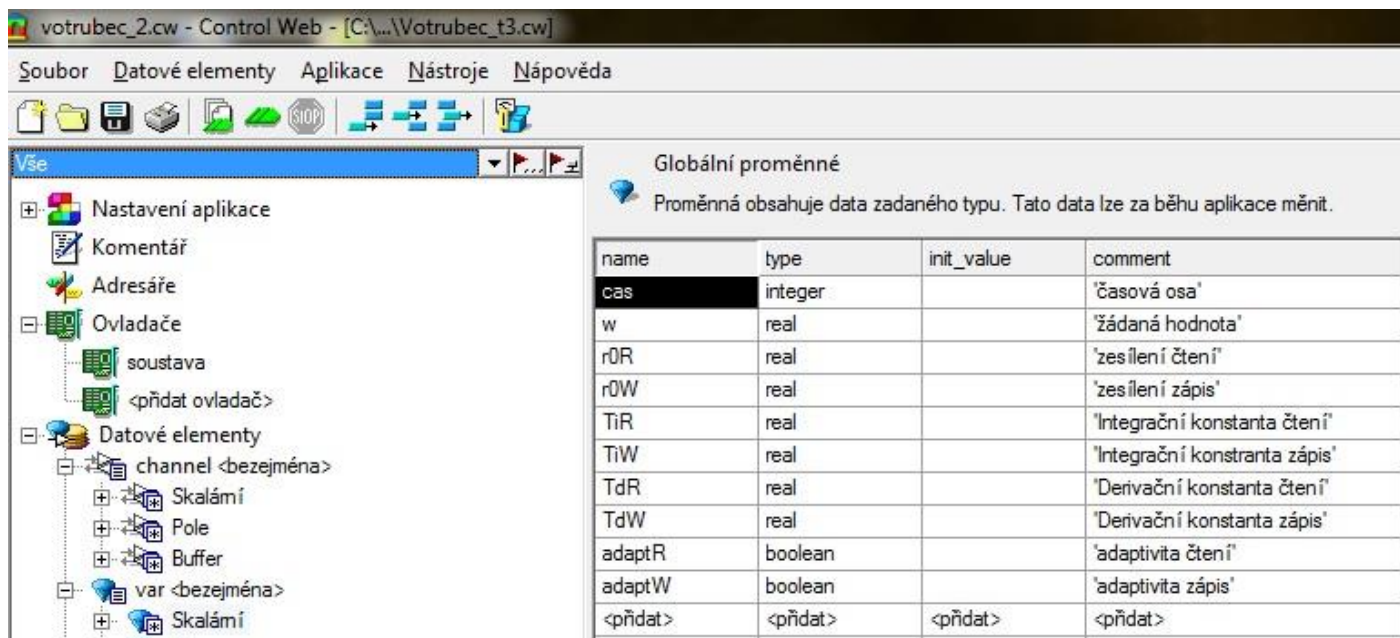 votrubec_2.cw - Control Web - [C:\...\Votrubec_t3.cw]
Soubor Datové elementy Aplikace Nástroje Nápověda
STOP
Vše
Nastavení aplikace
Komentář
Adresáře
Ovladače
soustava
<přidat ovladač>
Datové elementy
channel <bezejména>
Skalární
Pole
Buffer
var <bezejména>
Skalární
Globální proměnné
Proměnná obsahuje data zadaného typu. Tato data lze za běhu aplikace měnit.
name type init_value comment
cas integer 'časová osa'
w real 'žádaná hodnota'
r0R real 'zesílení čtení'
r0W real 'zesílení zápis'
TiR real 'Integrační konstanta čtení'
TiW real 'Integrační konstranta zápis'
TdR real 'Derivační konstanta čtení'
TdW real 'Derivační konstanta zápis'
adaptR boolean 'adaptivita čtení'
adaptW boolean 'adaptivita zápis'
<přidat> <přidat> <přidat> <přidat>